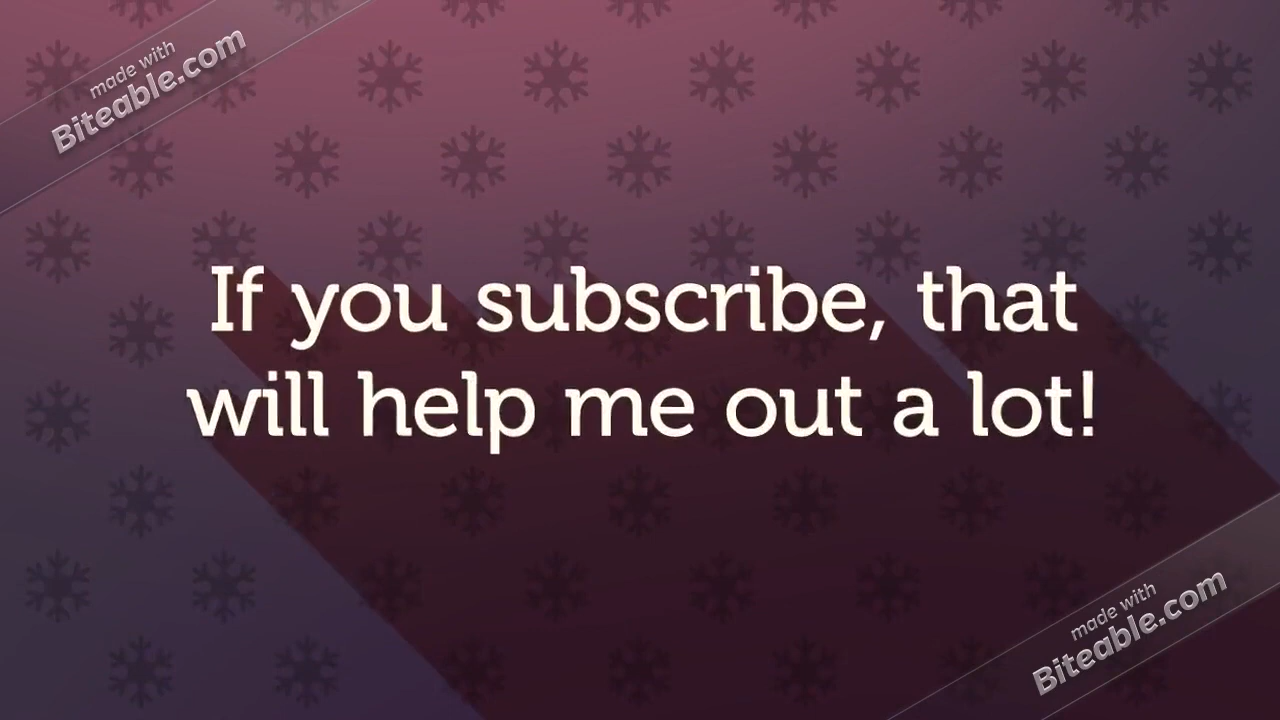 made with
Biteable.com
If you subscribe, that
will help me out a lot!
made with
Biteable.com